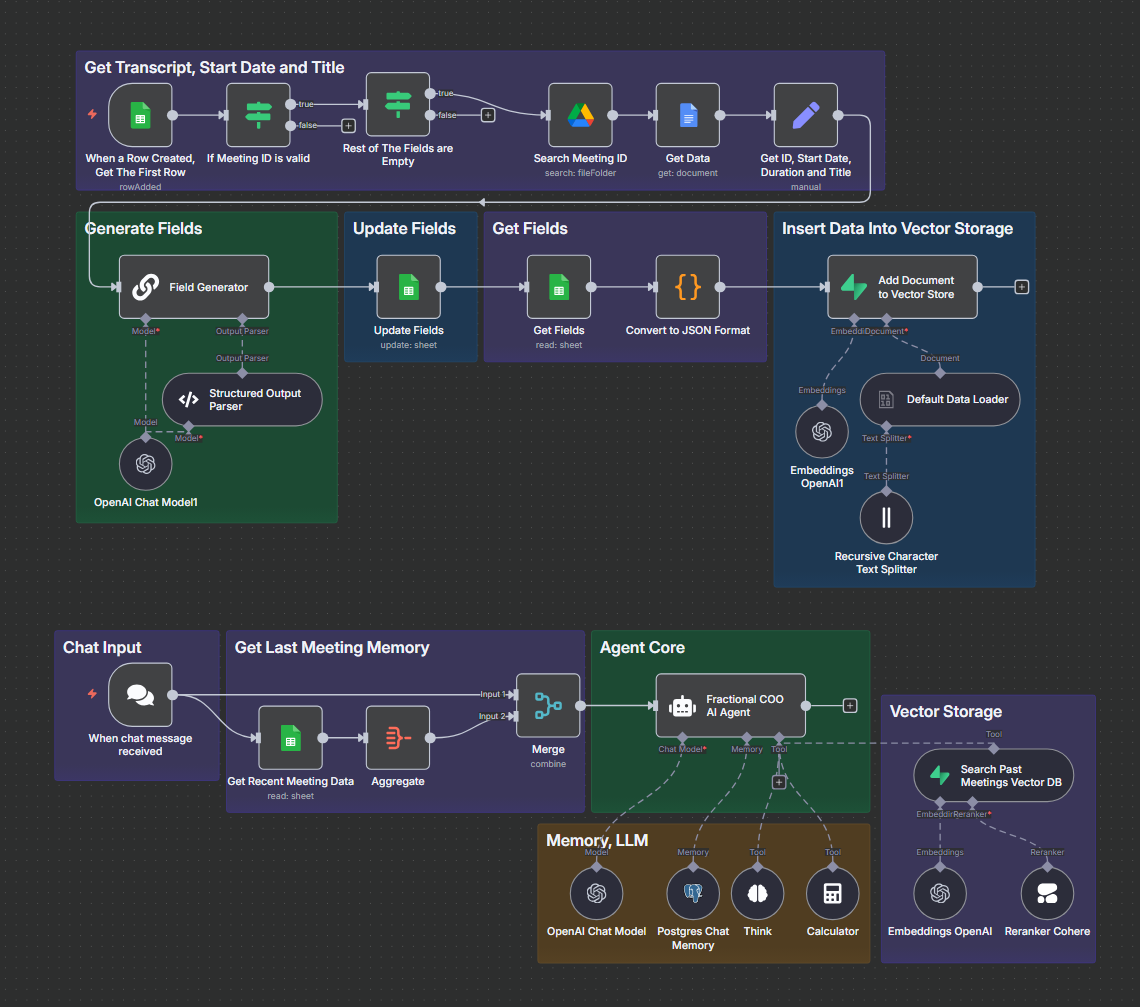 Get Transcript, Start Date and Title
true
false
true
false
When a Row Created,
Get The First Row
rowAdded
If Meeting ID is valid
Rest of The Fields are
Empty
Search Meeting ID
search: fileFolder
Get Data
get: document
Get ID, Start Date,
Duration and Title
manual
Generate Fields
Field Generator
Model*
Output Parser
Output Parser
Structured Output
Parser
Model
Model*
OpenAI Chat Model1
Update Fields
Update Fields
update: sheet
Get Fields
Get Fields
read: sheet
{}
Convert to JSON Format
Insert Data Into Vector Storage
Add Document
to Vector Store
Document*
Document
Embeddings
Default Data Loader
Text Splitter*
Embeddings
OpenAI1
Text Splitter
Recursive Character
Text Splitter
Chat Input
When chat message
received
Get Last Meeting Memory
Input 1
Input 2
Get Recent Meeting Data
read: sheet
Aggregate
Merge
combine
Agent Core
Fractional COO
AI Agent
Chat Model*
Memory
Tool
Memory, LLM
Model
Memory
Tool
Tool
OpenAI Chat Model
Postgres Chat
Memory
Think
Calculator
Vector Storage
Tool
Search Past
Meetings Vector DB
Reranker*
Embeddings
Reranker
Embeddings OpenAI
Reranker Cohere